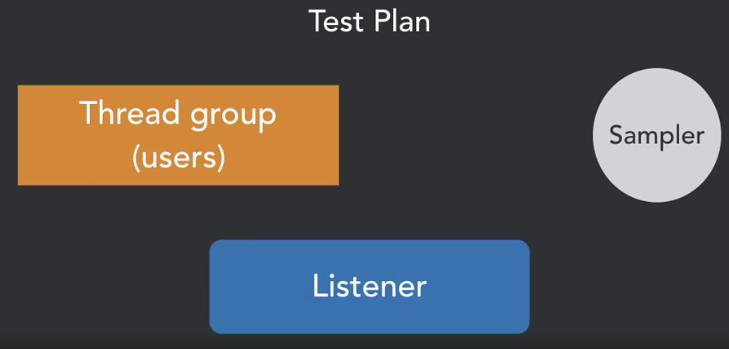 Test Plan
Thread group
(users)
Sampler
Listener